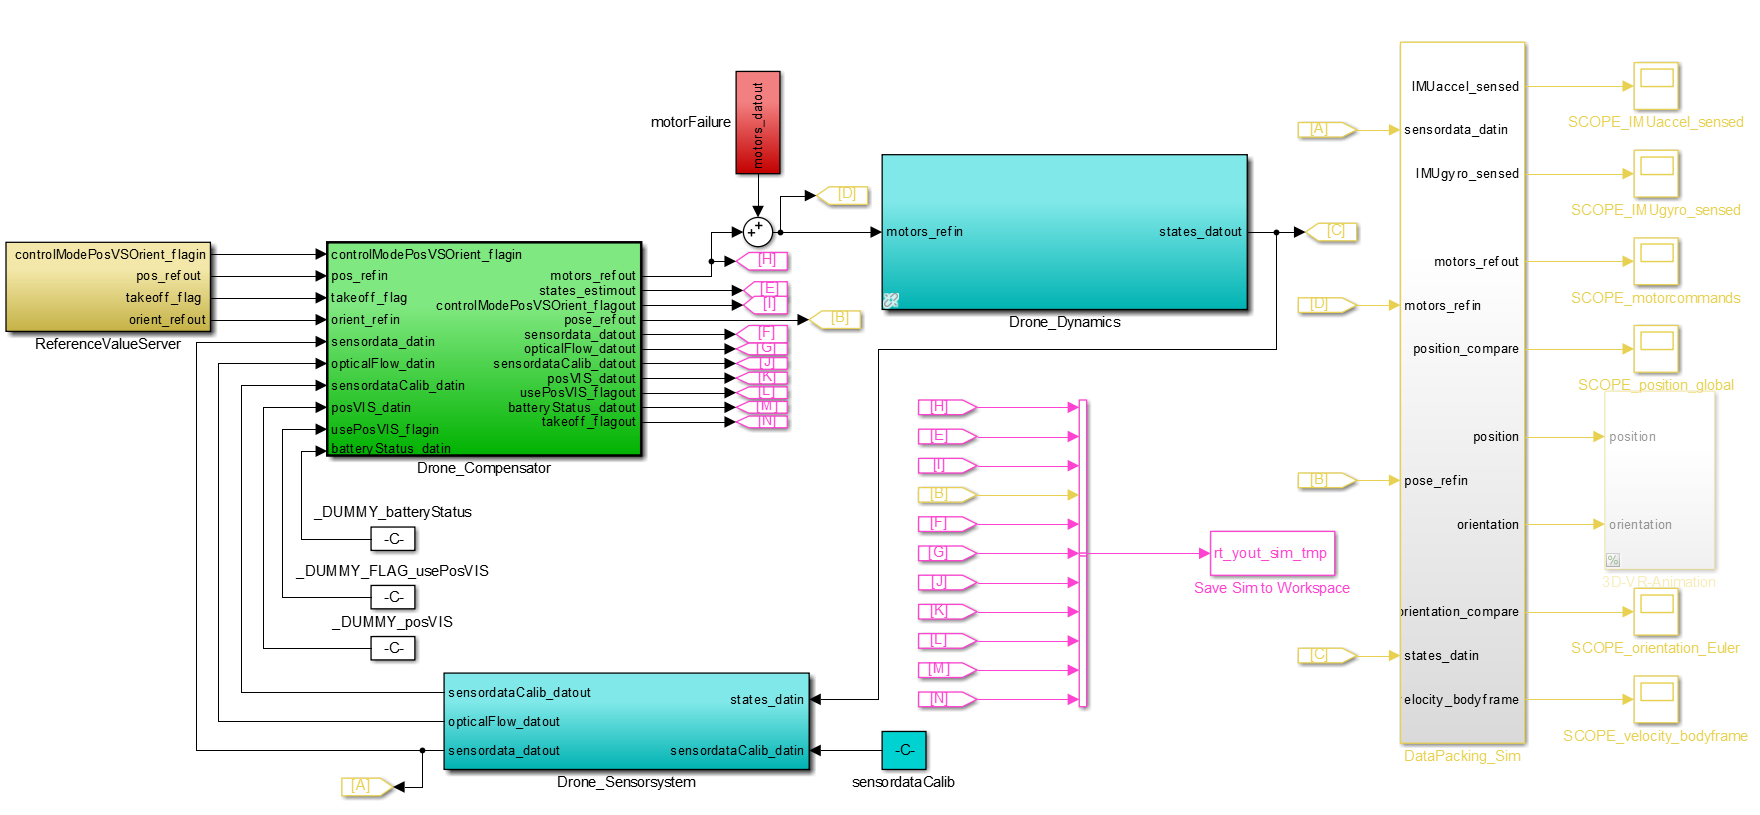 motorFailure
motors_datout
[D]
motors_refin
states_datout
Drone_Dynamics
[C]
controlModePosVSOrient_flagin
pos_refout
takeoff_flag
orient_refout
ReferenceValueServer
controlModePosVSOrient_flagin
pos_refin
takeoff_flag
orient_refin
sensordata_datin
opticalFlow_datin
sensordataCalib_datin
posVIS_datin
usePosVIS_flagin
batteryStatus_datin
motors_refout
states_estimout
controlModePosVSOrient_flagout
pose_refout
sensordata_datout
opticalFlow_datout
sensordataCalib_datout
posVIS_datout
usePosVIS_flagout
batteryStatus_datout
takeoff_flagout
Drone_Compensator
[H]
[E]
[I]
[B]
[F]
[G]
[J]
[K]
[L]
[M]
[N]
_DUMMY_batteryStatus
-C-
_DUMMY_FLAG_usePosVIS
-C-
_DUMMY_posVIS
-C-
sensordataCalib_datout
opticalFlow_datout
sensordata_datout
states_datin
sensordataCalib_datin
Drone_Sensorsystem
[A]
-C-
sensordataCalib
[H]
[E]
[I]
[B]
[F]
[G]
[J]
[K]
[L]
[M]
[N]
rt_yout_sim_tmp
Save Sim to Workspace
[A]
[D]
[B]
[C]
sensordata_datin
motors_refin
pose_refin
states_datin
IMUaccel_sensed
IMUgyro_sensed
motors_refout
position_compare
position
orientation
orientation_compare
elocity_bodyframe
DataPacking_Sim
SCOPE_IMUaccel_sensed
SCOPE_IMUgyro_sensed
SCOPE_motorcommands
SCOPE_position_global
position
orientation
%
3D-VR-Animation
SCOPE_orientation_Euler
SCOPE_velocity_bodyframe